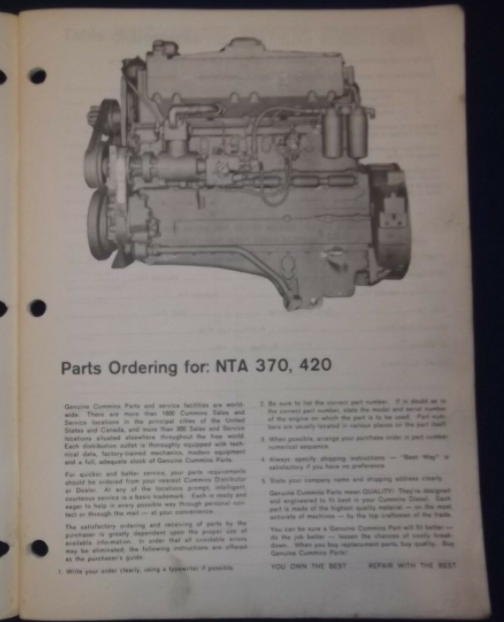 Parts Ordering for: NTA 370, 420
Genuine Cummins Parts and service facilities are world-
wide. There are more than 1600 Cummins Sales and
Service locations in the principal cities of the United
States and Canada, and more than 300 Sales and Service
locations situated elsewhere throughout the free world.
Each distribution outlet is thoroughly equipped with tech-
nical data, factory-trained mechanics, modern equipment
and a full, adequate stock of Genuine Cummins Parts.
For quicker and better service, your parts requirements
should be ordered from your nearest Cummins Distributor
or Dealer. At any of the locations prompt, intelligent,
courteous service is a basic trademark. Each is ready and
eager to help in every possible way through personal con-
tact or through the mail — at your convenience.
The satisfactory ordering and receiving of parts by the
purchaser is greatly dependent upon the proper use of
available information. In order that all avoidable errors
may be eliminated, the following instructions are offered
as the purchaser's guide.
1. Write your order clearly, using a typewriter if possible.
2. Be sure to list the correct part number. If in doubt as to
the correct part number, state the model and serial number
of the engine on which the part is to be used. Part num-
bers are usually located in various places on the part itself.
3. When possible, arrange your purchase order in part number
numerical sequence.
4. Always specify shipping instructions — "Best Way" is
satisfactory if you have no preference.
5. State your company name and shipping address clearly.
Genuine Cummins Parts mean QUALITY! They're designed
and engineered to fit best in your Cummins Diesel. Each
part is made of the highest quality material — on the most
accurate of machines — by the top craftsmen of the trade.
You can be sure a Genuine Cummins Part will fit better —
do the job better — lessen the chances of costly break-
down. When you buy replacement parts, buy quality. Buy
Genuine Cummins Parts!
YOU OWN THE BEST REPAIR WITH THE BEST